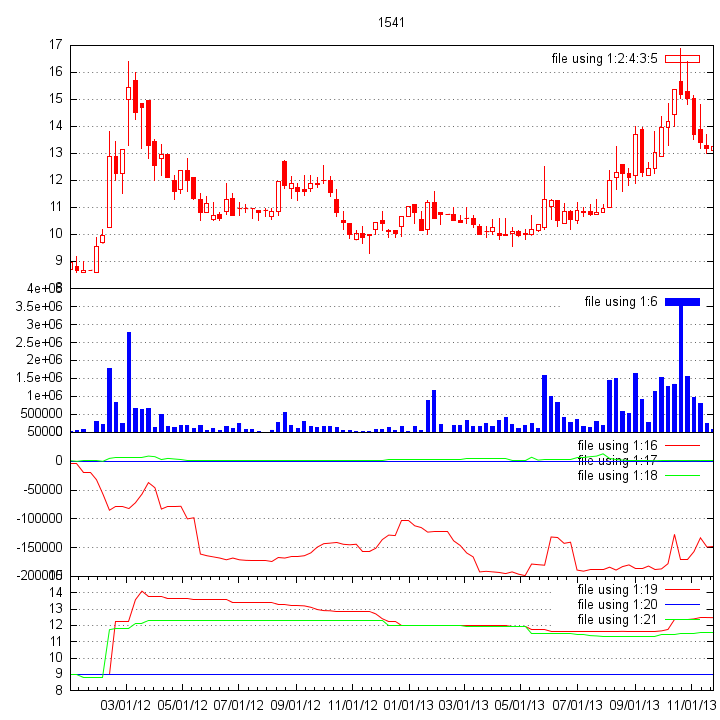 1541
17
file using 1:2:4:3:5
16
15
14
13
12
11
10
9
8
4e+06
file using 1:6
3.5e+06
3e+06
2.5e+06
2e+06
1.5e+06
1e+06
500000
50000
file using 1:16
0
file using 1:17
file using 1:18
-50000
-100000
-150000
-200000
15
file using 1:19
14
file using 1:20
13
file using 1:21
12
11
10
9
8
03/01/12 05/01/12 07/01/12 09/01/12 11/01/12 01/01/13 03/01/13 05/01/13 07/01/13 09/01/13 11/01/13